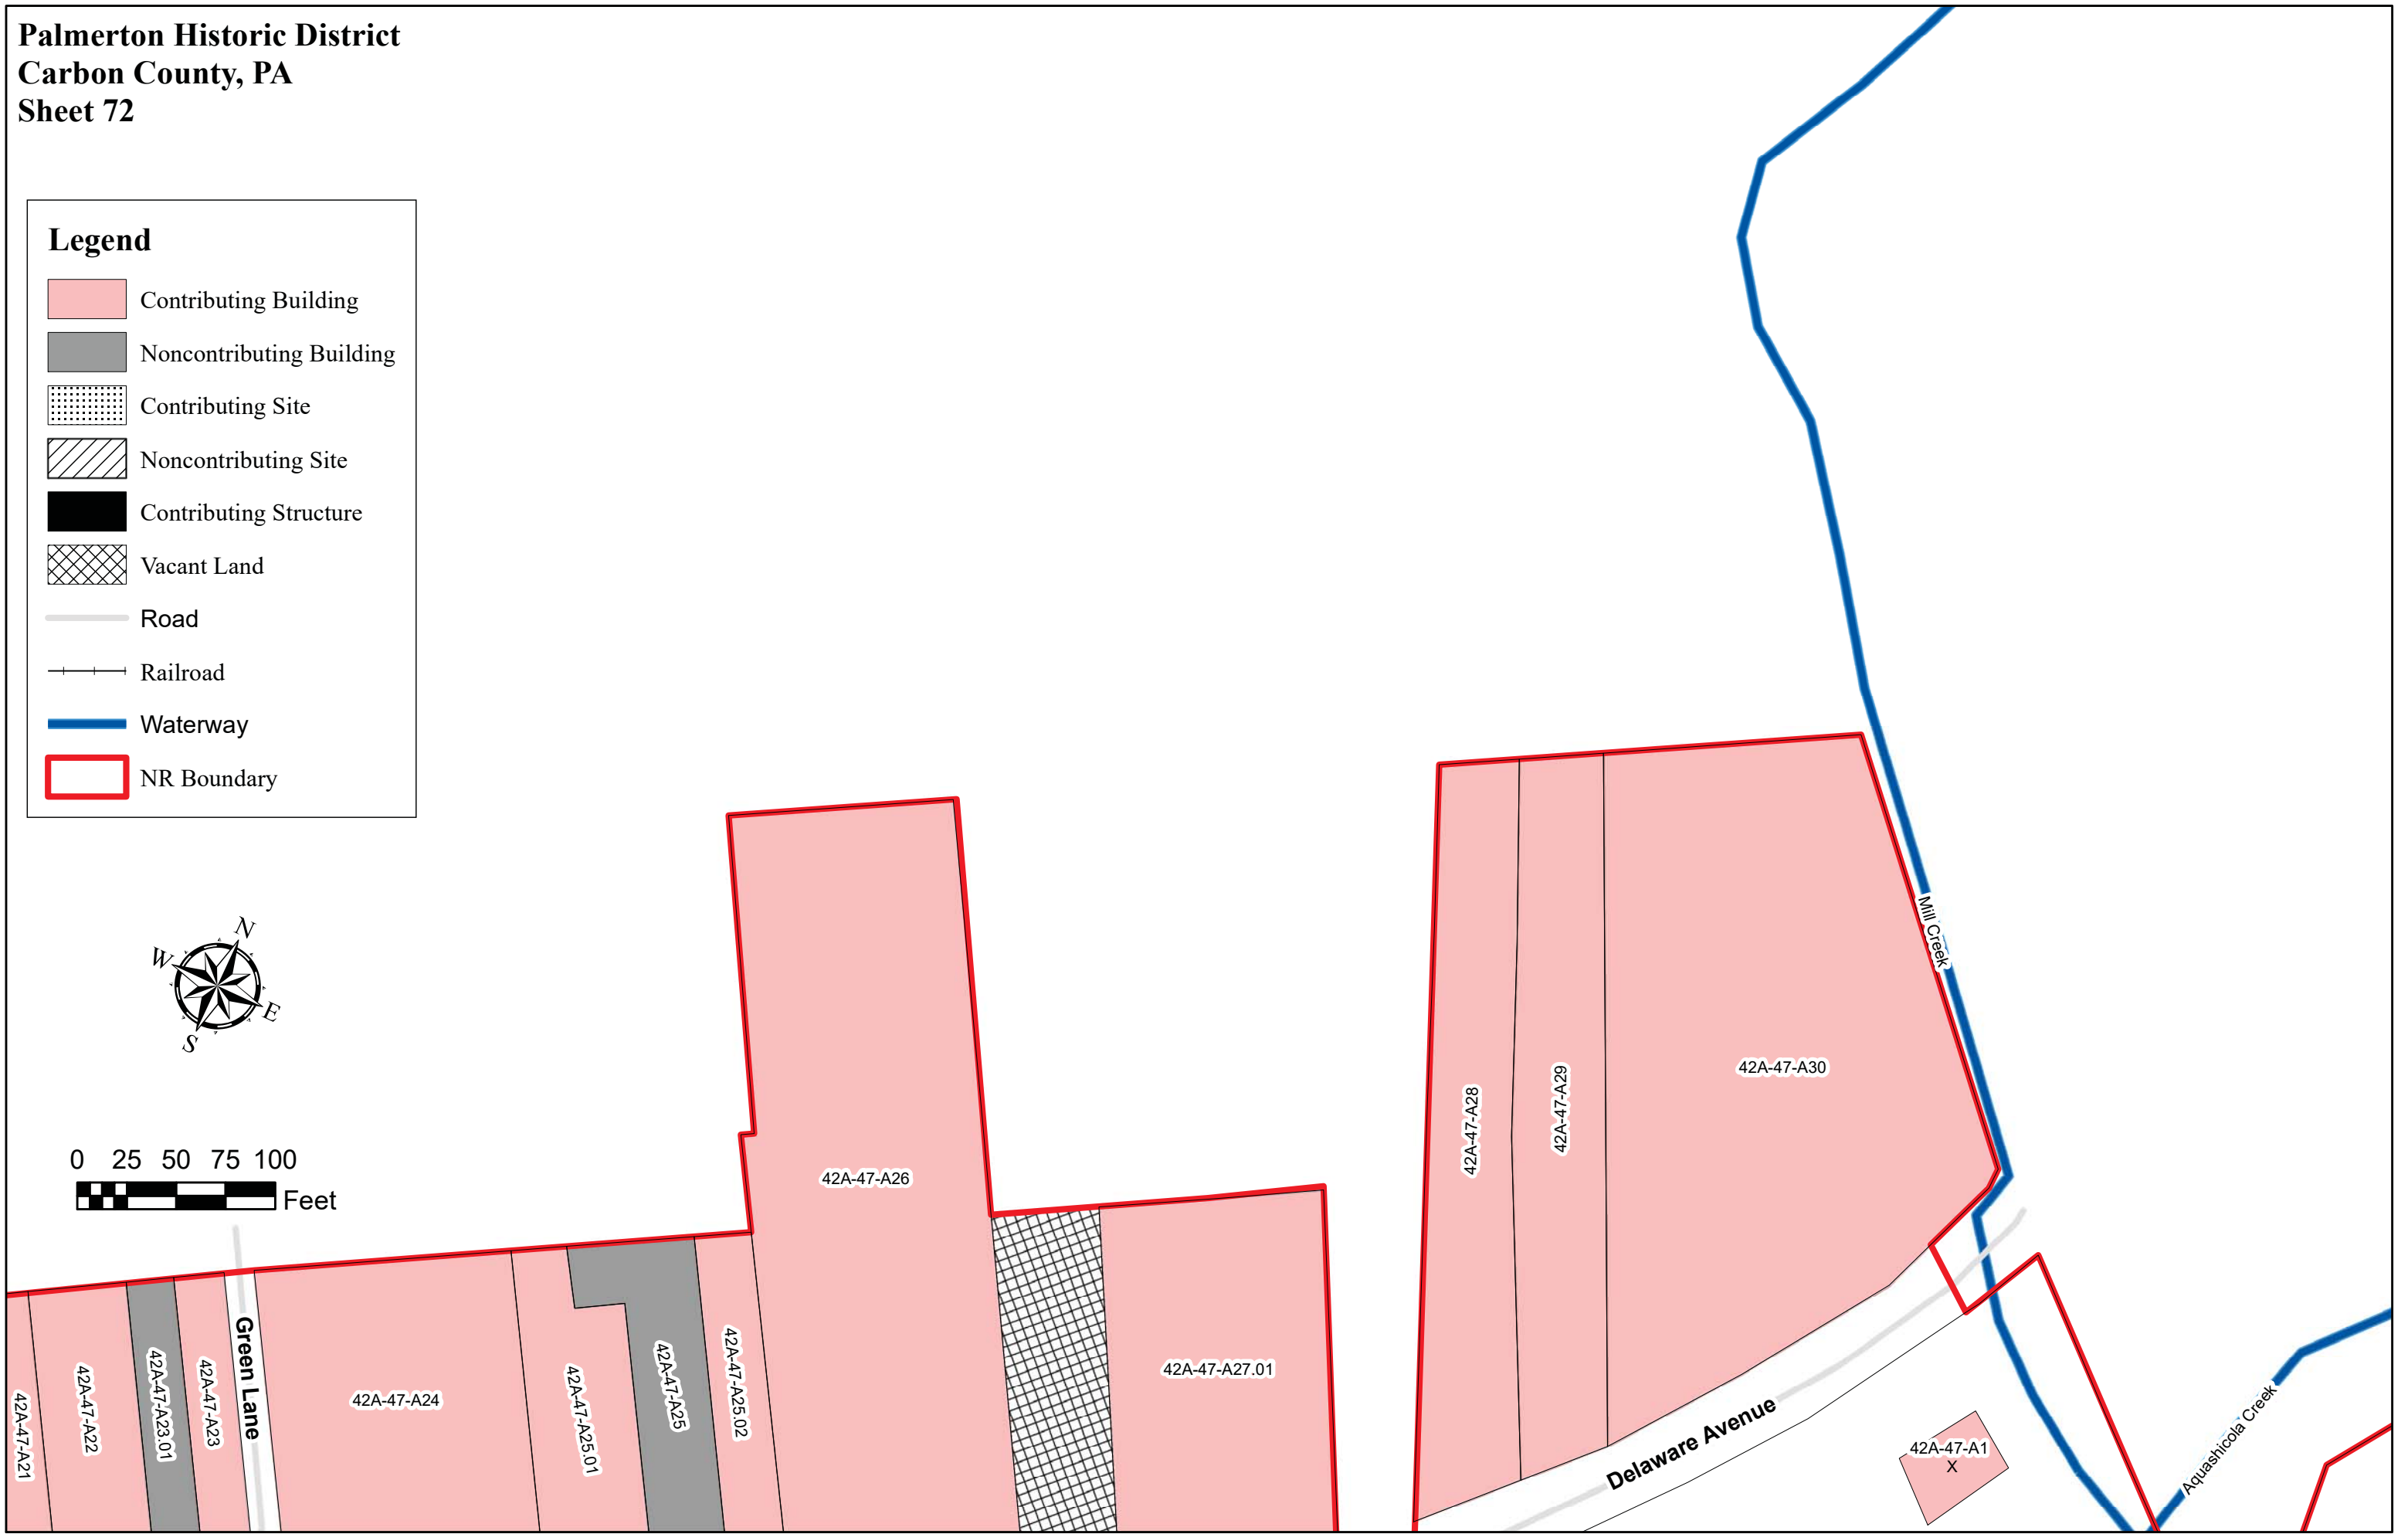 Palmerton Historic District
Carbon County, PA
Sheet 72
Legend
Contributing Building
Noncontributing Building
Contributing Site
Noncontributing Site
Contributing Structure
Vacant Land
Road
Railroad
Waterway
NR Boundary
N
W
E
S
0 25 50 75 100
Feet
42A-47-A21
42A-47-A22
42A-47-A23.01
42A-47-A23
Green Lane
42A-47-A24
42A-47-A25.01
42A-47-A25
42A-47-A25.02
42A-47-A26
42A-47-A27.01
42A-47-A28
42A-47-A29
42A-47-A30
Mill Creek
Delaware Avenue
42A-47-A1
X
Aquashicola Creek